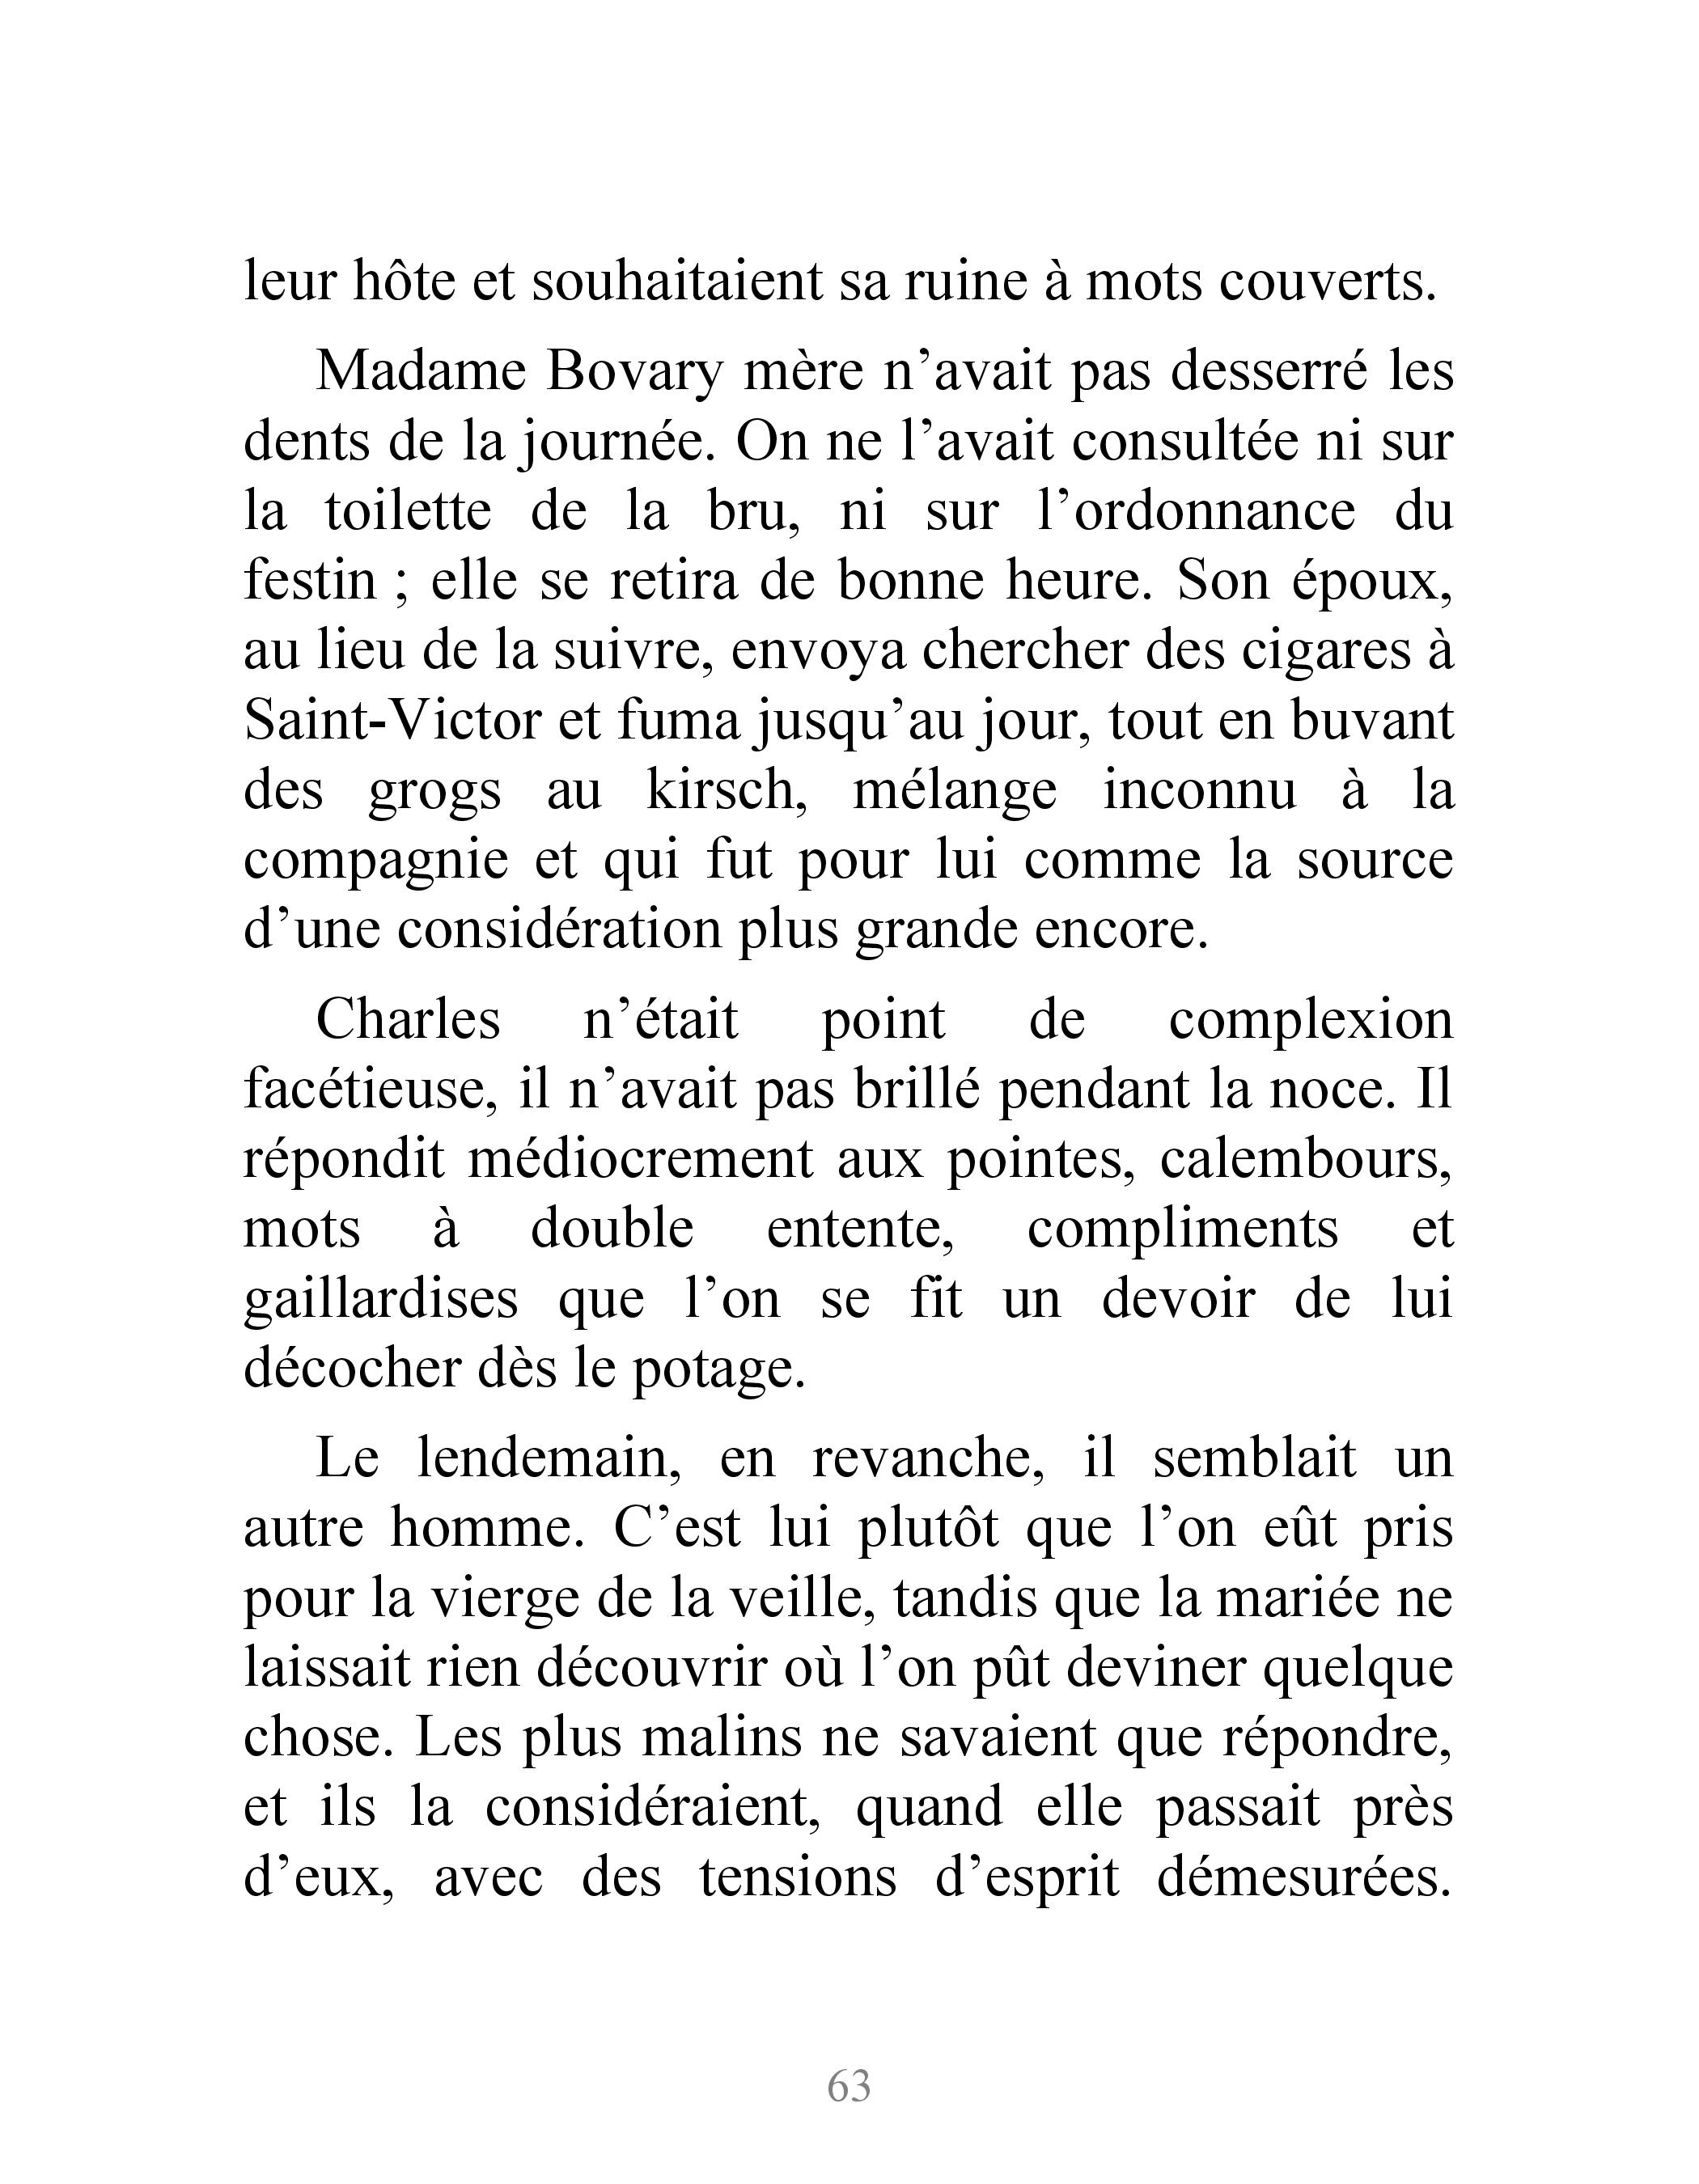 leur hôte et souhaitaient sa ruine à mots couverts.
Madame Bovary mère n’avait pas desserré les
dents de la journée. On ne l’avait consultée ni sur
la toilette de la bru, ni sur l’ordonnance du
festin ; elle se retira de bonne heure. Son époux,
au lieu de la suivre, envoya chercher des cigares à
Saint-Victor et fuma jusqu’au jour, tout en buvant
des grogs au kirsch, mélange inconnu à la
compagnie et qui fut pour lui comme la source
d’une considération plus grande encore.
Charles n’était point de complexion
facétieuse, il n’avait pas brillé pendant la noce. Il
répondit médiocrement aux pointes, calembours,
mots à double entente, compliments et
gaillardises que l’on se fit un devoir de lui
décocher dès le potage.
Le lendemain, en revanche, il semblait un
autre homme. C’est lui plutôt que l’on eût pris
pour la vierge de la veille, tandis que la mariée ne
laissait rien découvrir où l’on pût deviner quelque
chose. Les plus malins ne savaient que répondre,
et ils la considéraient, quand elle passait près
d’eux, avec des tensions d’esprit démesurées.
63